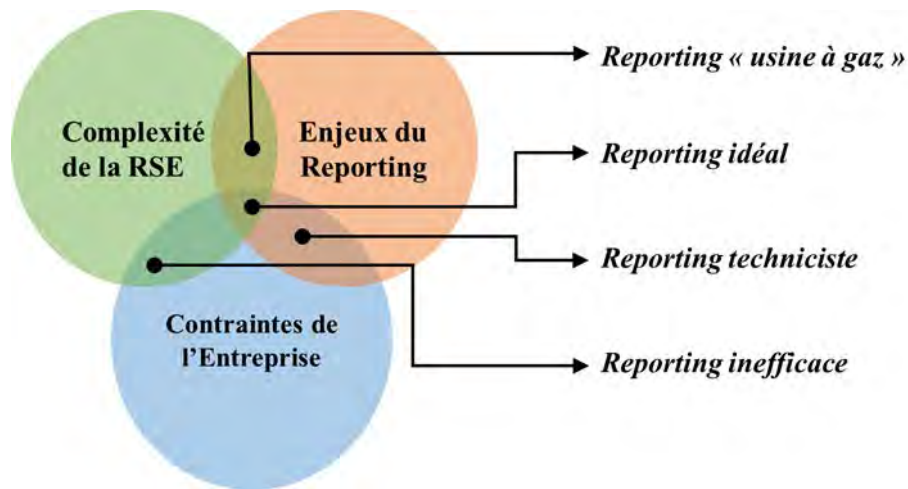 Complexité
de la RSE
Enjeux du
Reporting
Contraintes de
l’Entreprise
Reporting « usine à gaz »
Reporting idéal
Reporting techniciste
Reporting inefficace